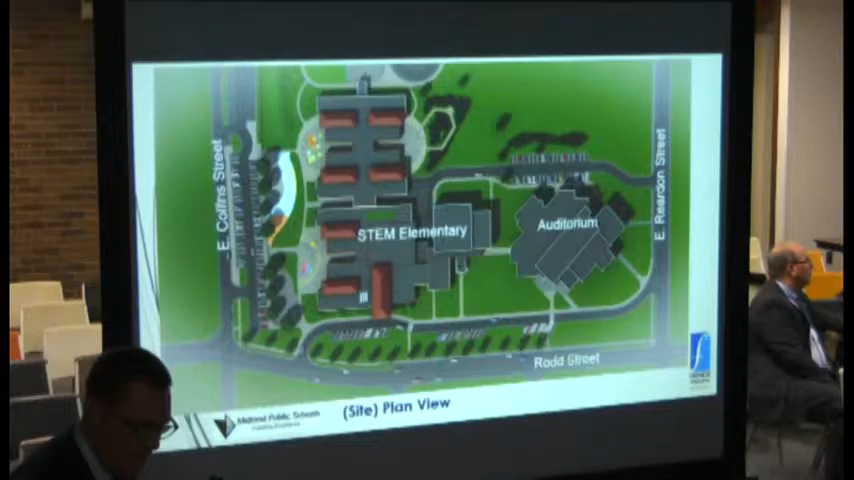 E. Collins Street
E. Reardon Street
STEM Elementary
Auditorium
Rodd Street
Midland Public Schools
(Site) Plan View